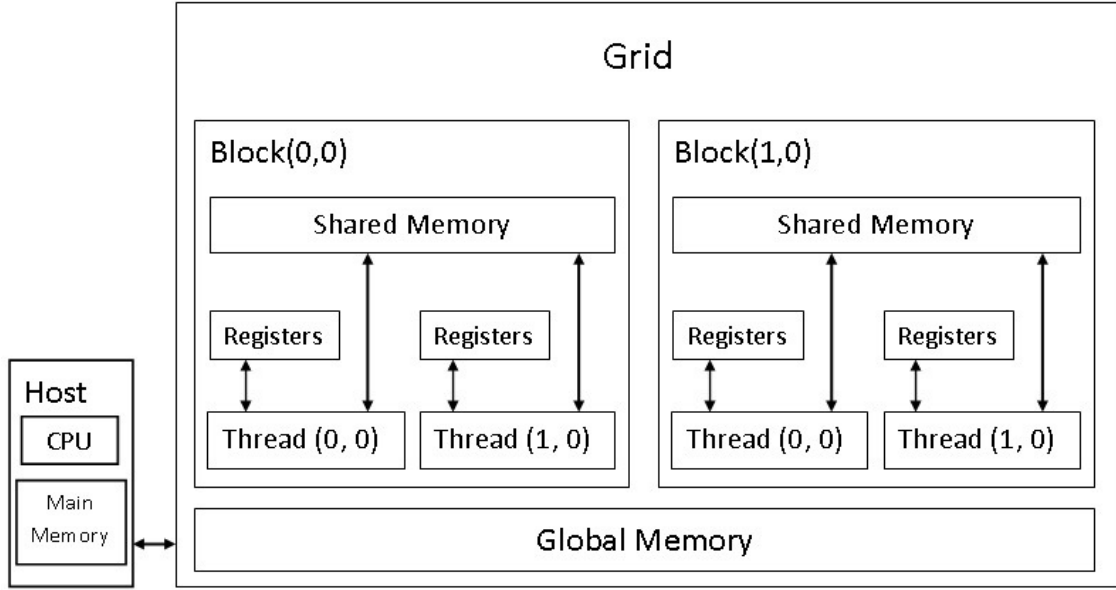 Grid
Block(0,0)
Shared Memory
Registers
Registers
Thread (0, 0)
Thread (1, 0)
Block(1,0)
Shared Memory
Registers
Registers
Thread (0, 0)
Thread (1, 0)
Host
CPU
Main
Memory
Global Memory